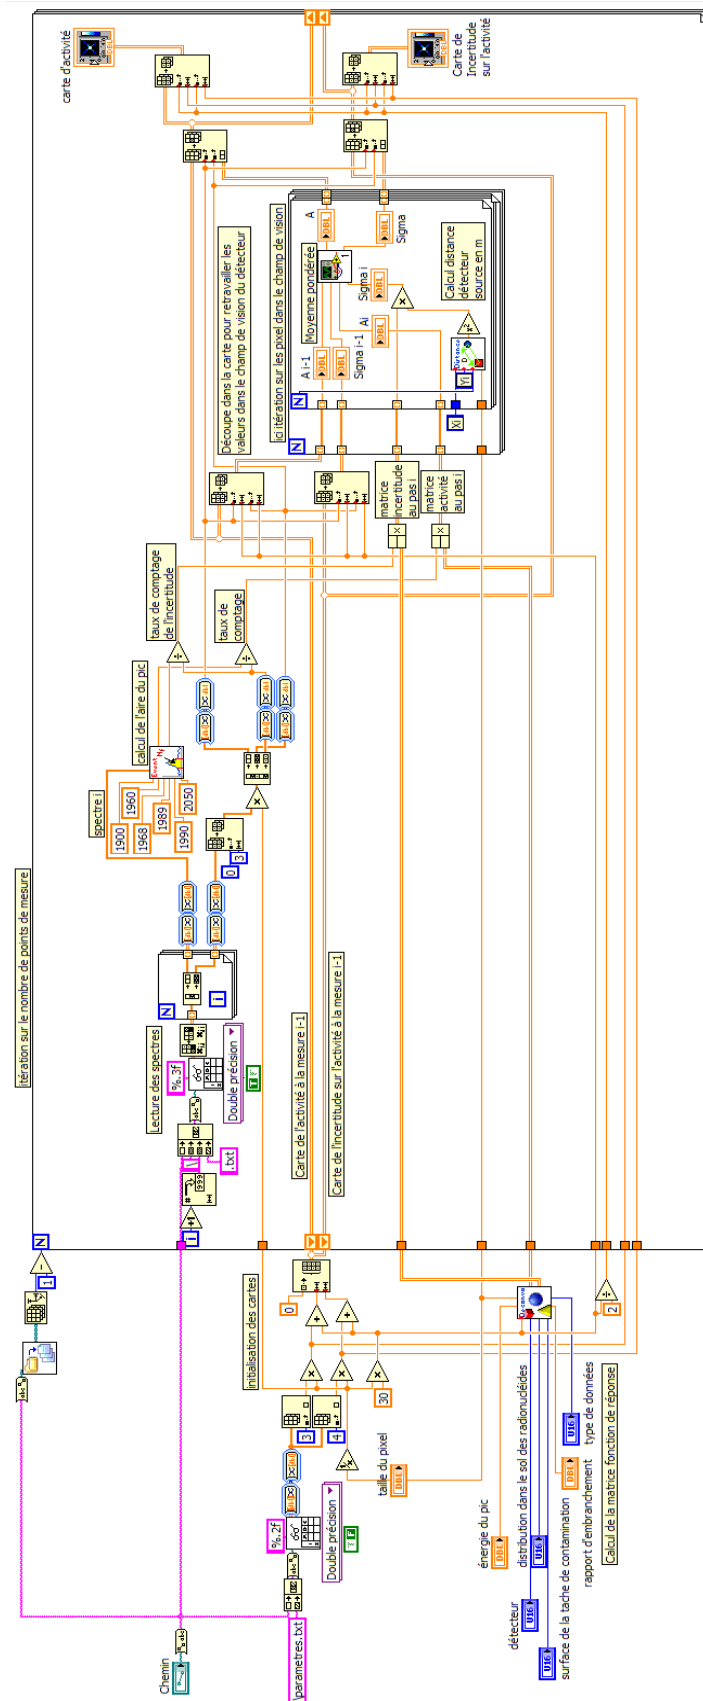 Chemin
\parametres.txt
%.2f
Double précision
3
4
taille du pixel
30
initialisation des cartes
0
1
N
itération sur le nombre de points de mesure
i
+1
\
.txt
Lecture des spectres
%.3f
Double précision
N
i
0
3
spectre i
1900
1960
1968
1989
1990
2050
calcul de l'aire du pic
taux de comptage
de l'incertitude
taux de
comptage
Carte de l'activité à la mesure i-1
Carte de l'incertitude sur l'activité à la mesure i-1
Découpe dans la carte pour retravailler les
valeurs dans le champ de vision du détecteur
ici itération sur les pixel dans le champ de vision
matrice
incertitude
au pas i
matrice
activité
au pas i
N
N
Xi
Yi
A i-1
Sigma i-1
Ai
Sigma i
Moyenne pondérée
A
Sigma
Distance
Calcul distance
détecteur
source en m
carte d'activité
Carte de
Incertitude
sur l'activité
détecteur
énergie du pic
distribution dans le sol des radionucéides
surface de la tache de contamination
rapport d'embranchement
type de données
Calcul de la matrice fonction de réponse
2
DBL
U16